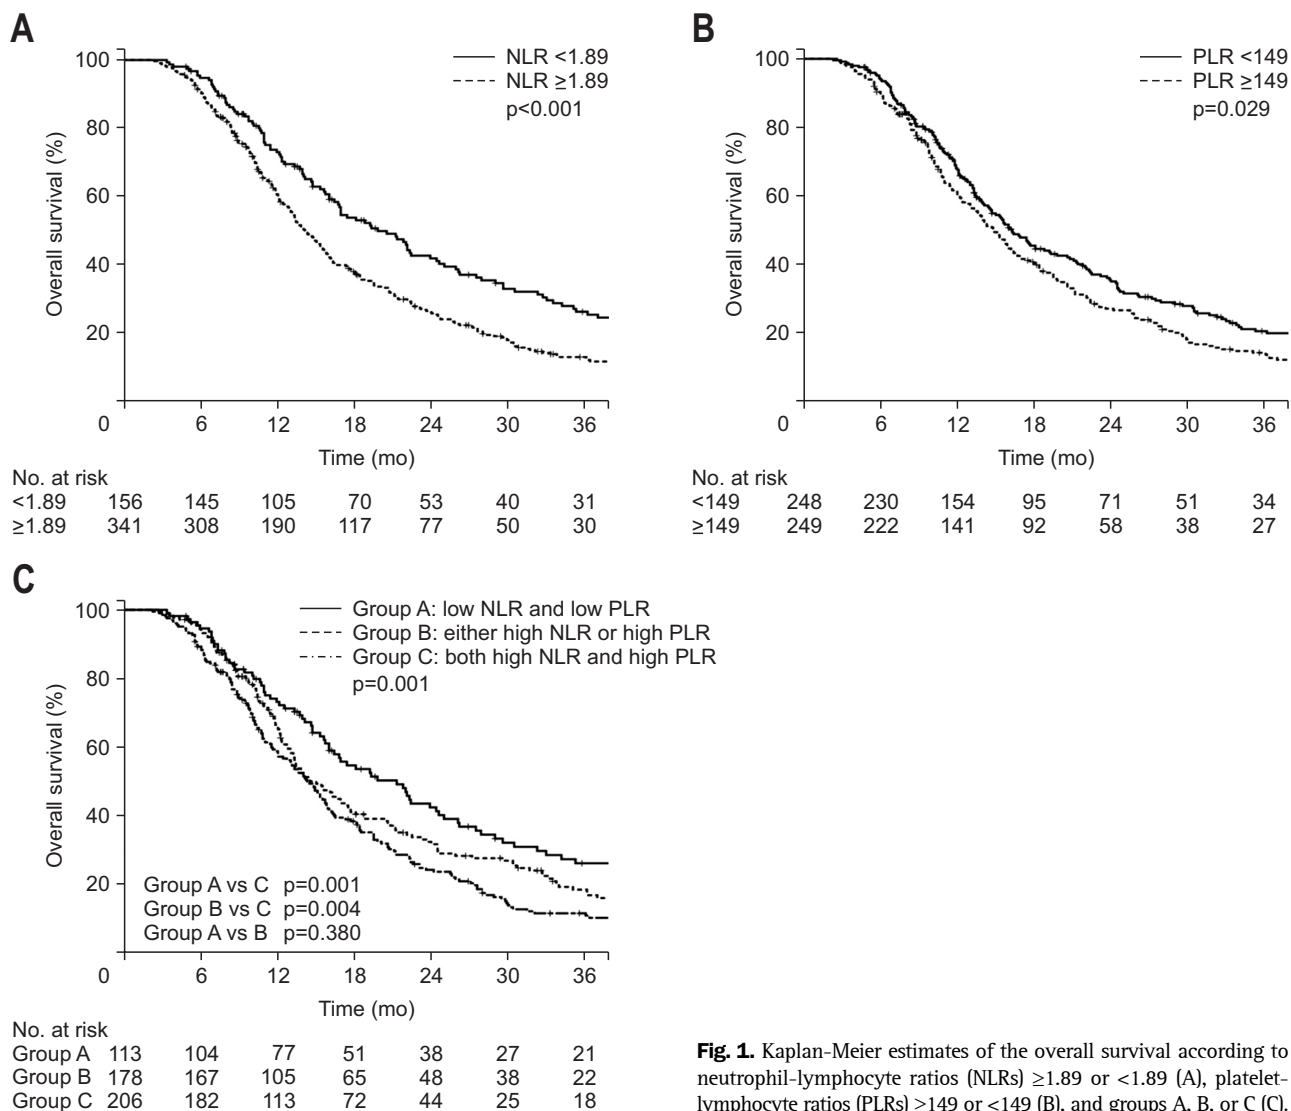 A
100
80
60
40
20
Overall survival (%)
NLR <1.89
NLR ≥1.89
p<0.001
0 6 12 18 24 30 36
Time (mo)
No. at risk
<1.89 156 145 105 70 53 40 31
≥1.89 341 308 190 117 77 50 30
B
100
80
60
40
20
Overall survival (%)
PLR <149
PLR ≥149
p=0.029
0 6 12 18 24 30 36
Time (mo)
No. at risk
<149 248 230 154 95 71 51 34
≥149 249 222 141 92 58 38 27
C
100
80
60
40
20
Overall survival (%)
Group A: low NLR and low PLR
Group B: either high NLR or high PLR
Group C: both high NLR and high PLR
p=0.001
Group A vs C p=0.001
Group B vs C p=0.004
Group A vs B p=0.380
0 6 12 18 24 30 36
Time (mo)
No. at risk
Group A 113 104 77 51 38 27 21
Group B 178 167 105 65 48 38 22
Group C 206 182 113 72 44 25 18
Fig. 1. Kaplan-Meier estimates of the overall survival according to
neutrophil-lymphocyte ratios (NLRs) ≥1.89 or <1.89 (A), platelet-
lymphocyte ratios (PLRs) ≥149 or <149 (B), and groups A, B, or C (C).